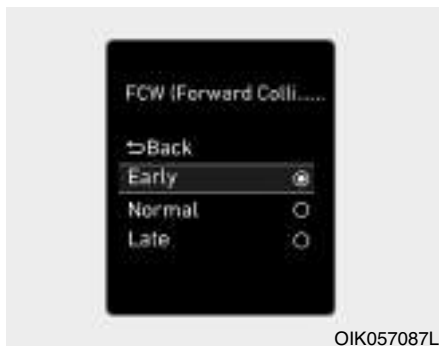 FCW (Forward Colli.....
⮌Back
Early
Normal
Late
OIK057087L